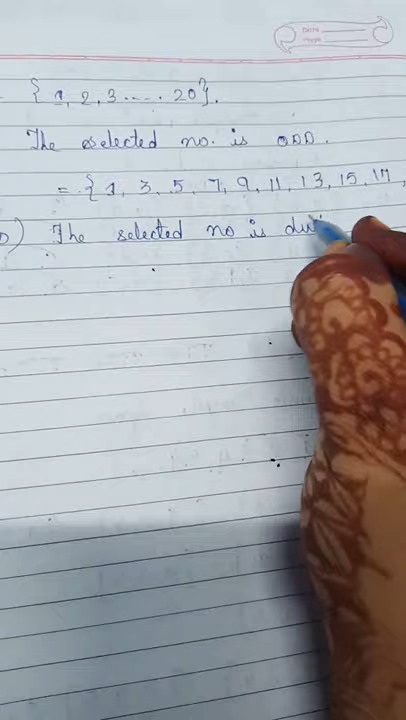 { 1, 2, 3 ..... 20 }.
The selected no. is ODD.
= { 1, 3, 5, 7, 9, 11, 13, 15, 17,
) The selected no is